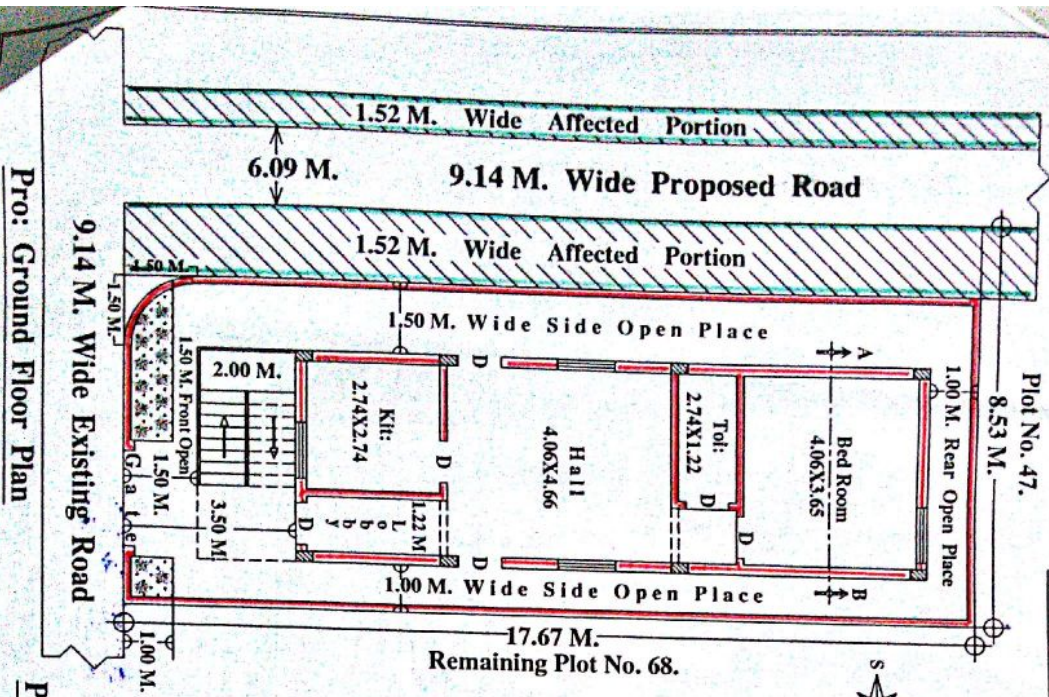 1.52 M. Wide Affected Portion
6.09 M.
9.14 M. Wide Proposed Road
1.52 M. Wide Affected Portion
1.50 M.
1.50 M.
1.50 M. Wide Side Open Place
A
D
2.00 M.
1.50 M. Front Open
Kit:
2.74X2.74
D
Hall
4.06X4.66
Toi:
2.74X1.22
D
Bed Room
4.06X3.65
1.00 M. Rear Open Place
8.53 M.
Plot No. 47.
Gate
1.50 M.
3.50 M
D
Lobby
1.22 M
D
D
B
1.00 M. Wide Side Open Place
17.67 M.
Remaining Plot No. 68.
1.00 M.
S
9.14 M. Wide Existing Road
Pro: Ground Floor Plan
P